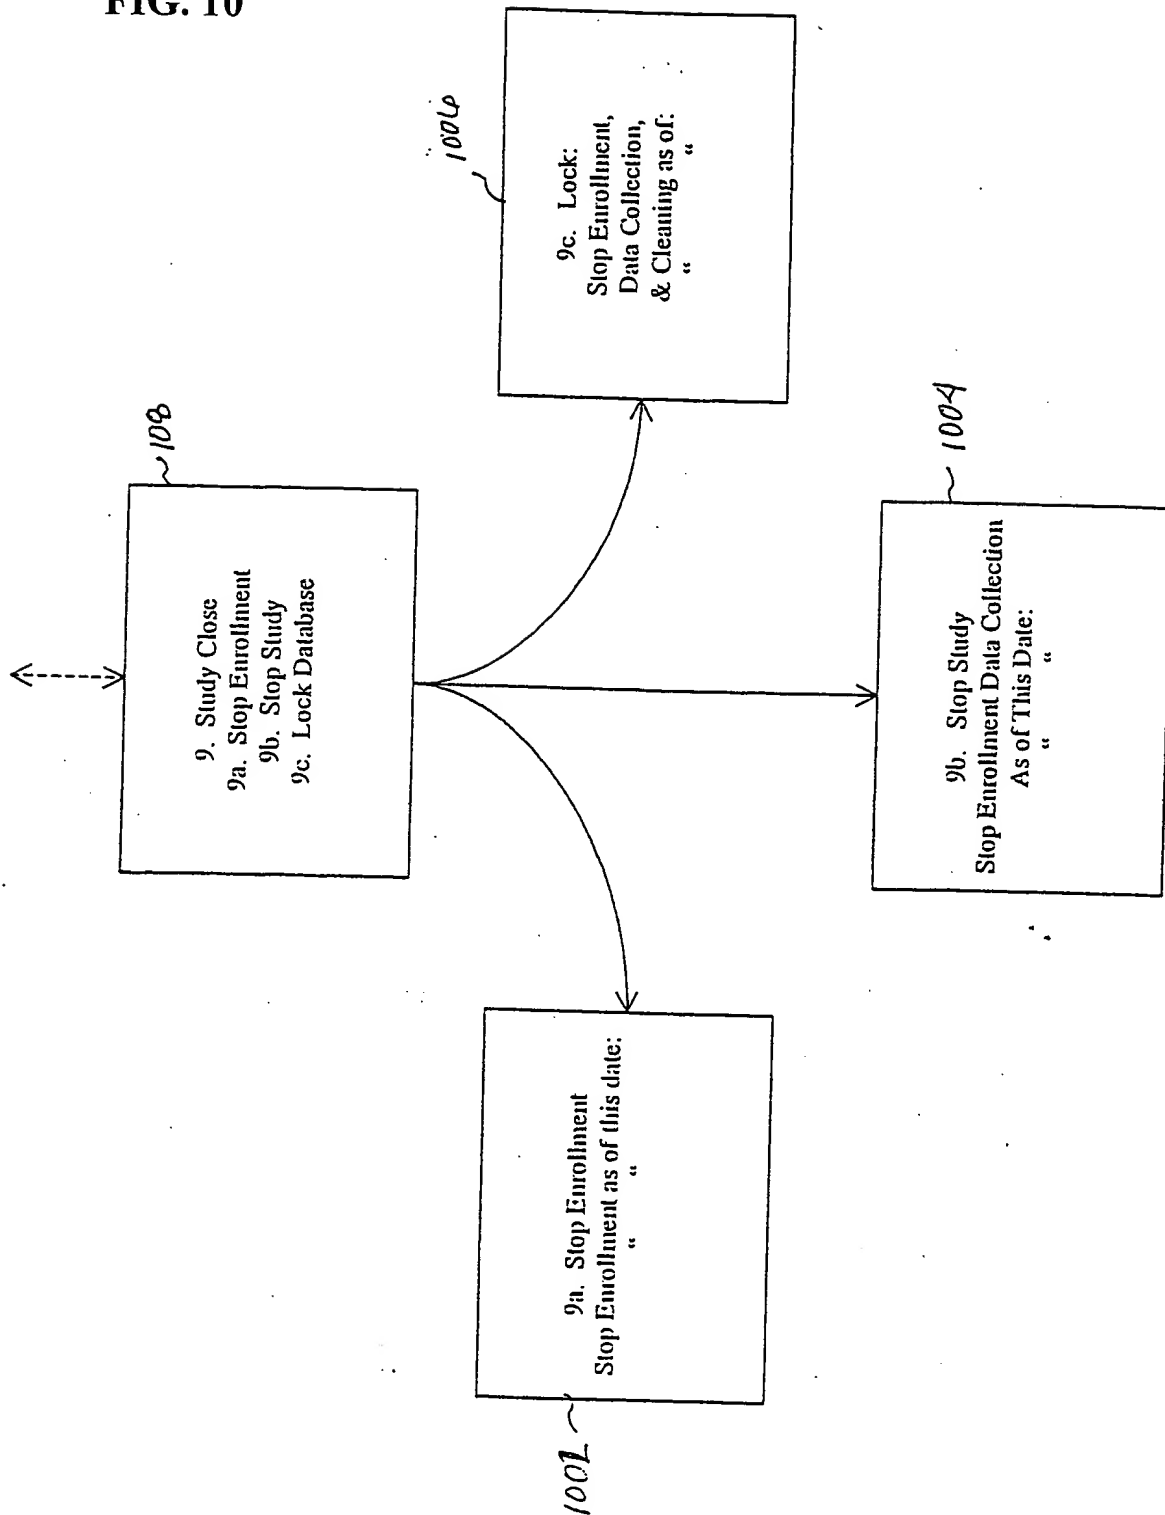 FIG. 10
108
9. Study Close
9a. Stop Enrollment
9b. Stop Study
9c. Lock Database
1002
9a. Stop Enrollment
Stop Enrollment as of this date:
“ “
1004
9b. Stop Study
Stop Enrollment Data Collection
As of This Date:
“ “
1006
9c. Lock:
Stop Enrollment,
Data Collection,
& Cleaning as of:
“ “